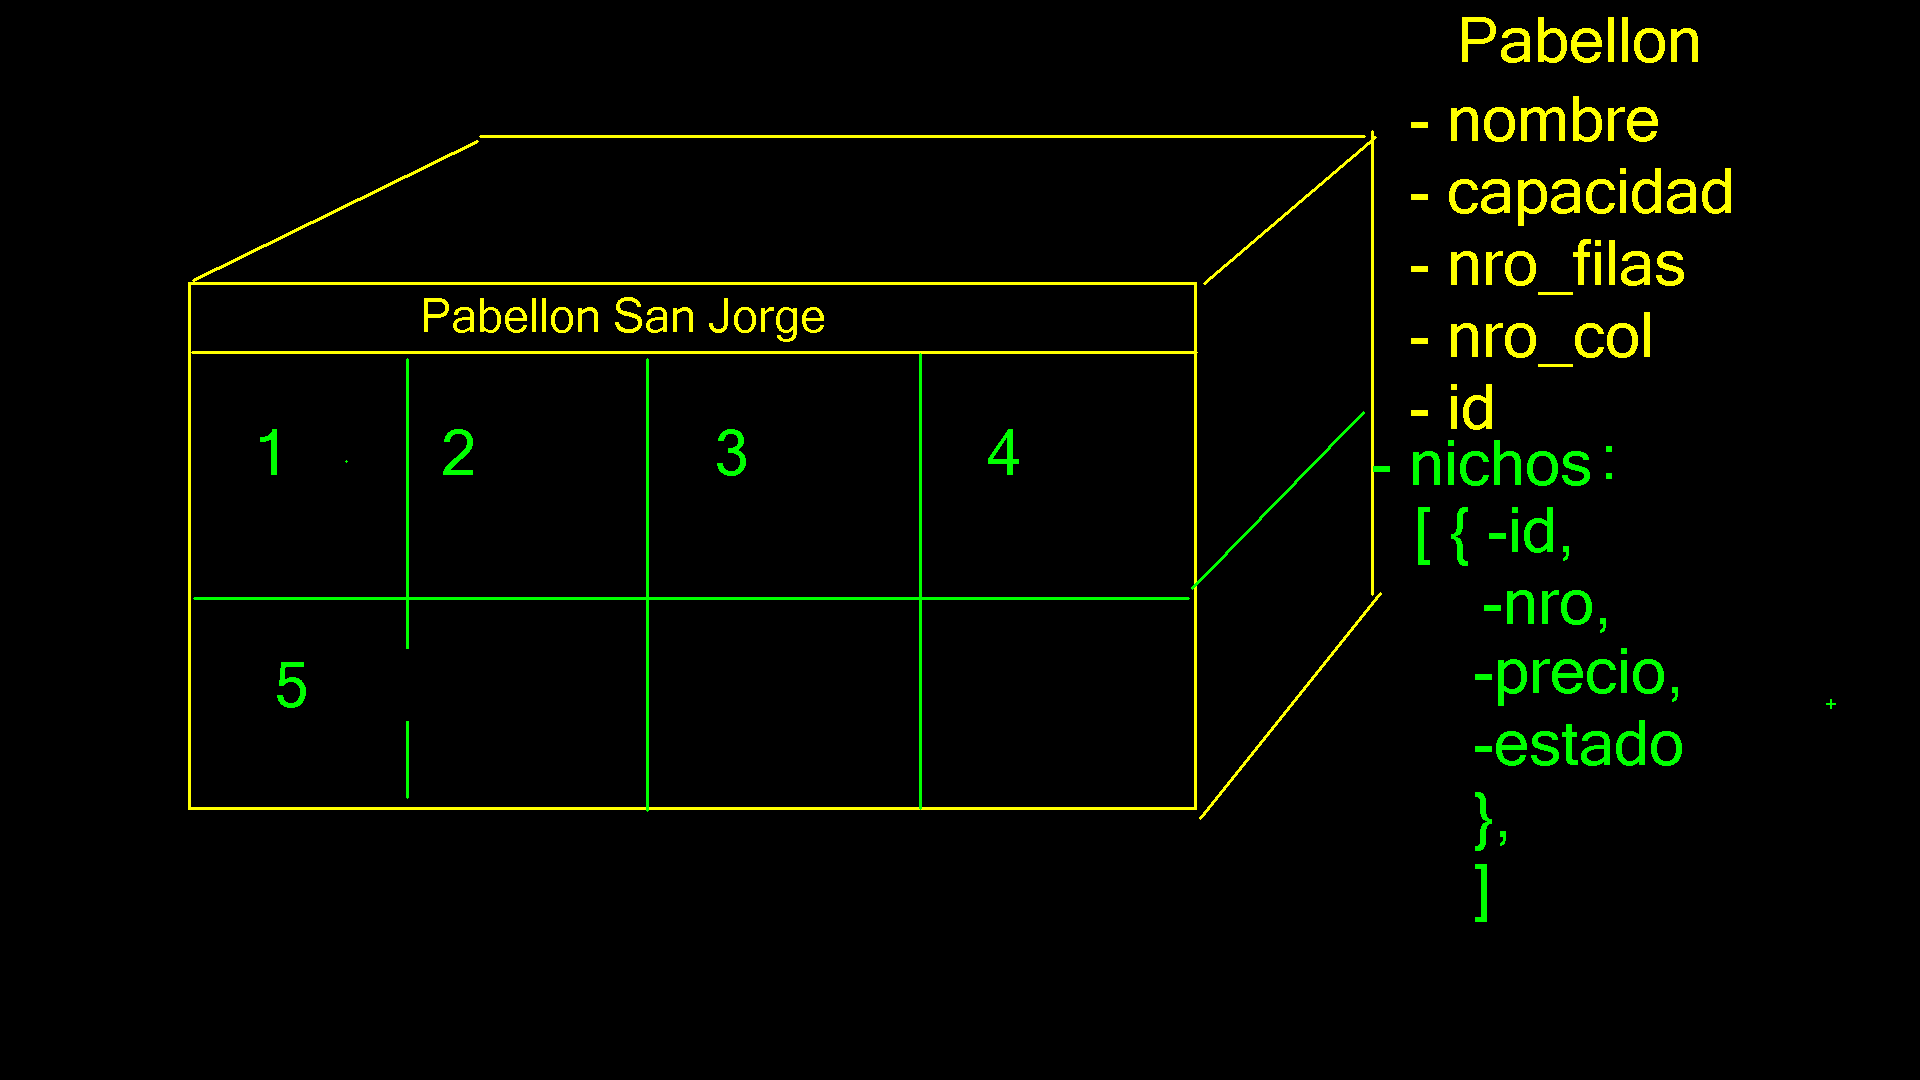 Pabellon San Jorge
1 2 3 4
5
Pabellon
- nombre
- capacidad
- nro_filas
- nro_col
- id
- nichos :
[ { -id,
-nro,
-precio,
-estado
},
]